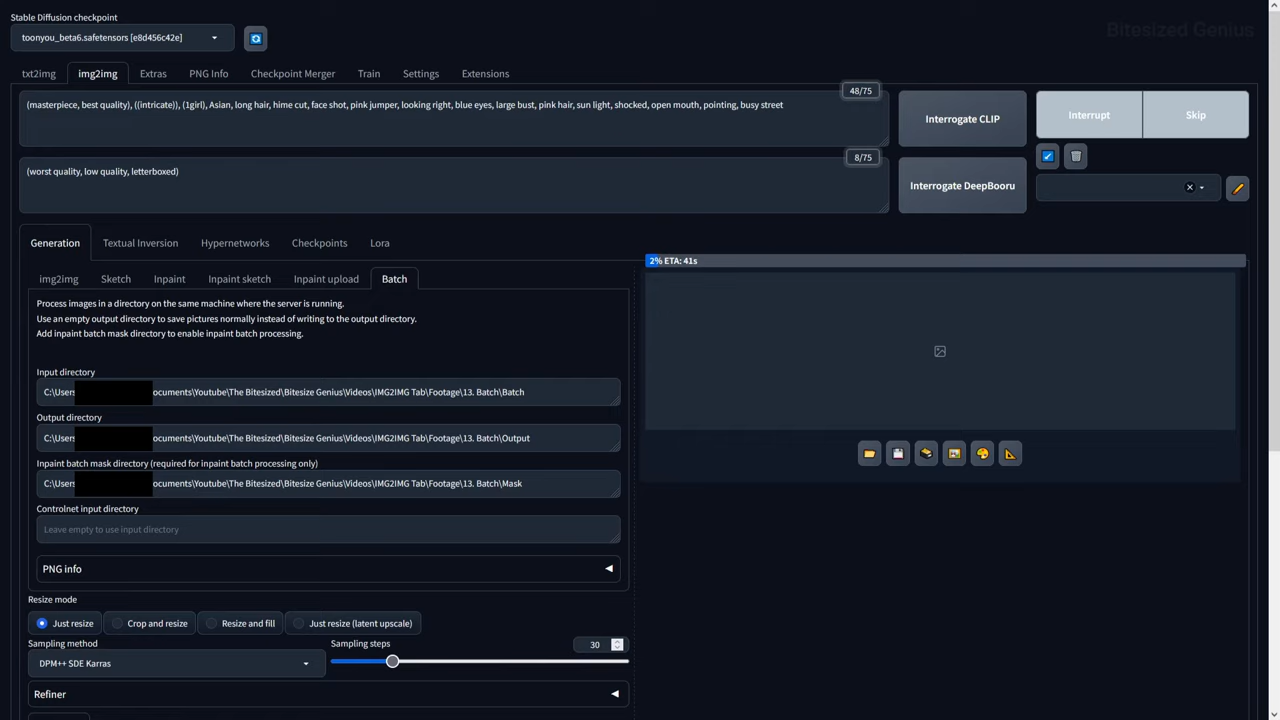 Stable Diffusion checkpoint
Bitesized Genius
toonyou_beta6.safetensors [e8d456c42e]
txt2img
img2img
Extras
PNG Info
Checkpoint Merger
Train
Settings
Extensions
48/75
(masterpiece, best quality), ((intricate)), (1girl), Asian, long hair, hime cut, face shot, pink jumper, looking right, blue eyes, large bust, pink hair, sun light, shocked, open mouth, pointing, busy street
Interrogate CLIP
Interrupt
Skip
8/75
(worst quality, low quality, letterboxed)
Interrogate DeepBooru
Generation
Textual Inversion
Hypernetworks
Checkpoints
Lora
2% ETA: 41s
img2img
Sketch
Inpaint
Inpaint sketch
Inpaint upload
Batch
Process images in a directory on the same machine where the server is running.
Use an empty output directory to save pictures normally instead of writing to the output directory.
Add inpaint batch mask directory to enable inpaint batch processing.
Input directory
C:\Users ocuments\Youtube\The Bitesized\Bitesize Genius\Videos\IMG2IMG Tab\Footage\13. Batch\Batch
Output directory
C:\Users ocuments\Youtube\The Bitesized\Bitesize Genius\Videos\IMG2IMG Tab\Footage\13. Batch\Output
Inpaint batch mask directory (required for inpaint batch processing only)
C:\Users ocuments\Youtube\The Bitesized\Bitesize Genius\Videos\IMG2IMG Tab\Footage\13. Batch\Mask
Controlnet input directory
Leave empty to use input directory
PNG info
Resize mode
Just resize
Crop and resize
Resize and fill
Just resize (latent upscale)
Sampling method
Sampling steps
30
DPM++ SDE Karras
Refiner